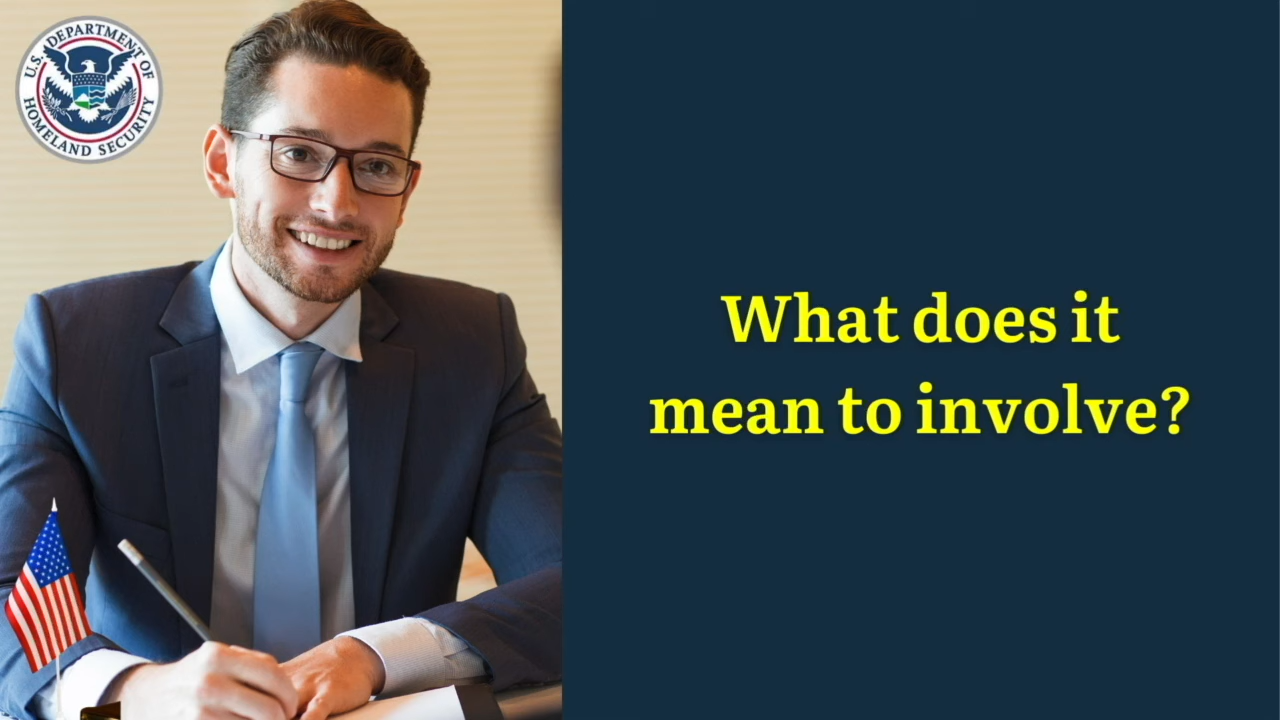 U.S. DEPARTMENT OF
HOMELAND SECURITY
What does it
mean to involve?